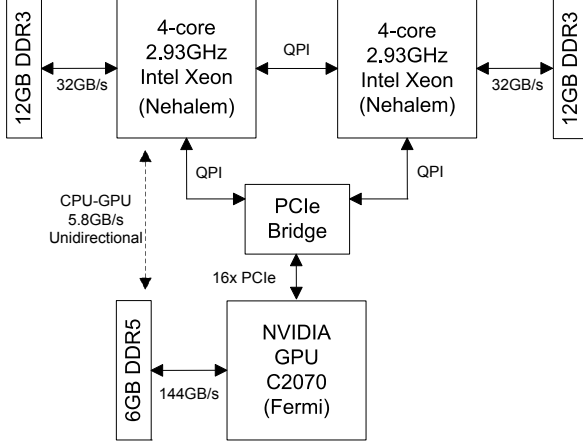 12GB DDR3
32GB/s
4-core
2.93GHz
Intel Xeon
(Nehalem)
QPI
4-core
2.93GHz
Intel Xeon
(Nehalem)
32GB/s
12GB DDR3
QPI
QPI
CPU-GPU
5.8GB/s
Unidirectional
PCIe
Bridge
16x PCIe
6GB DDR5
144GB/s
NVIDIA
GPU
C2070
(Fermi)